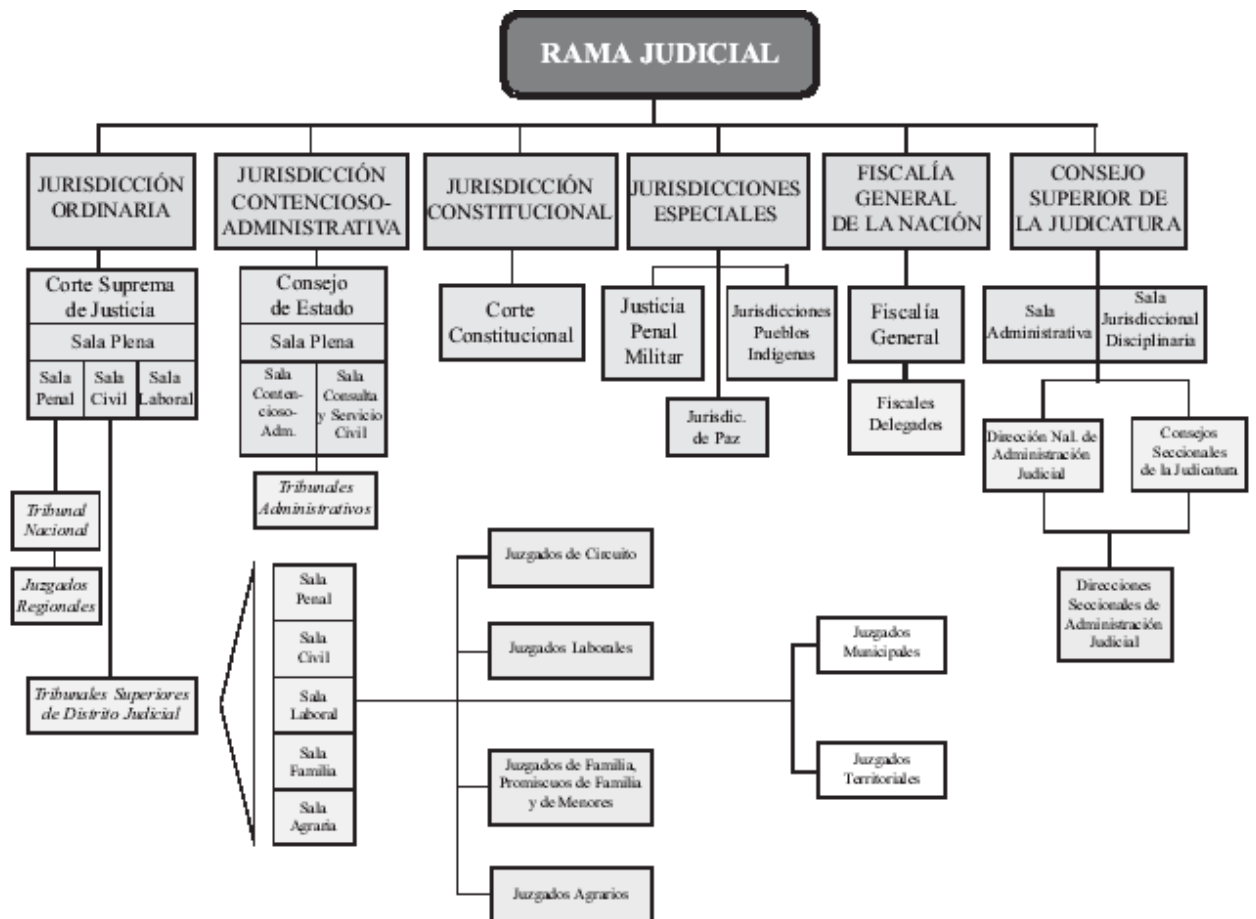 RAMA JUDICIAL
JURISDICCIÓN
ORDINARIA
JURISDICCIÓN
CONTENCIOSO-
ADMINISTRATIVA
JURISDICCIÓN
CONSTITUCIONAL
JURISDICCIONES
ESPECIALES
FISCALÍA
GENERAL
DE LA NACIÓN
CONSEJO
SUPERIOR DE
LA JUDICATURA
Corte Suprema
de Justicia
Sala Plena
Sala
Penal
Sala
Civil
Sala
Laboral
Consejo
de Estado
Sala Plena
Sala
Conten-
cioso-
Adm.
Sala
Consulta
y Servicio
Civil
Corte
Constitucional
Justicia
Penal
Militar
Jurisdicciones
Pueblos
Indígenas
Jurisdic.
de Paz
Fiscalía
General
Fiscales
Delegados
Sala
Administrativa
Sala
Jurisdiccional
Disciplinaria
Dirección Nal. de
Administración
Judicial
Consejos
Seccionales
de la Judicatura
Direcciones
Seccionales de
Administración
Judicial
Tribunal
Nacional
Juzgados
Regionales
Tribunales
Administrativos
Tribunales Superiores
de Distrito Judicial
Sala
Penal
Sala
Civil
Sala
Laboral
Sala
Familia
Sala
Agraria
Juzgados de Circuito
Juzgados Laborales
Juzgados de Familia,
Promiscuos de Familia
y de Menores
Juzgados Agrarios
Juzgados
Municipales
Juzgados
Territoriales